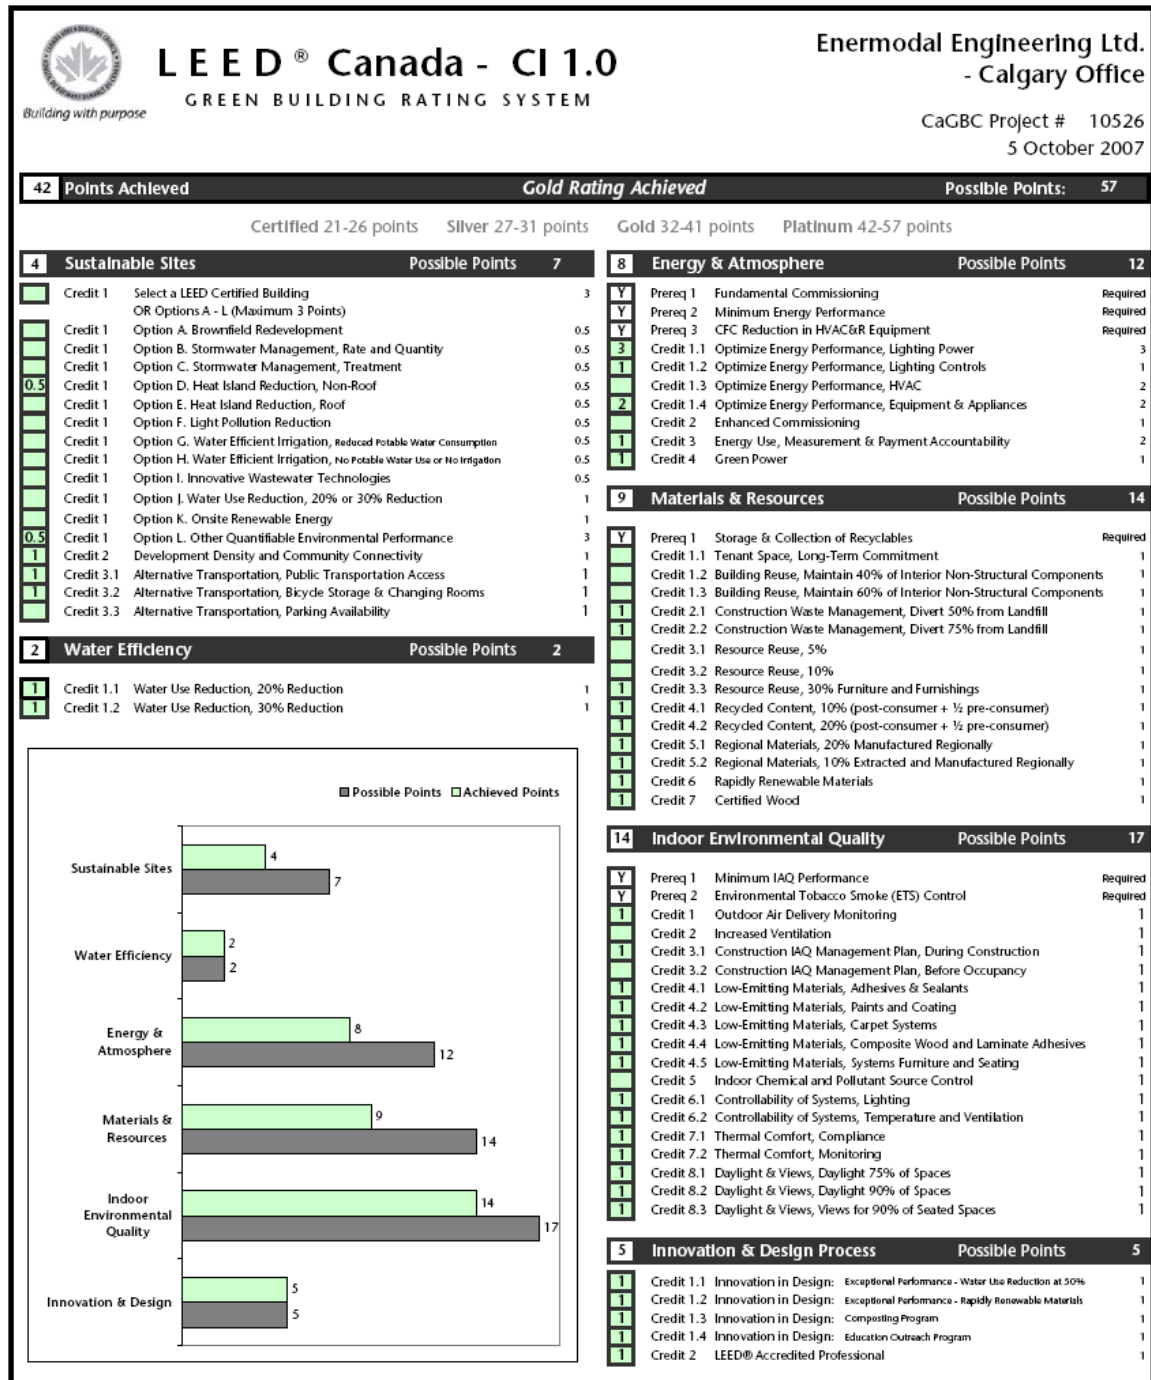 LEED® Canada - CI 1.0
GREEN BUILDING RATING SYSTEM
Building with purpose
Enermodal Engineering Ltd.
- Calgary Office
CaGBC Project # 10526
5 October 2007
42 Points Achieved Gold Rating Achieved Possible Points: 57
Certified 21-26 points Silver 27-31 points Gold 32-41 points Platinum 42-57 points
4 Sustainable Sites Possible Points 7
Credit 1 Select a LEED Certified Building 3
OR Options A - L (Maximum 3 Points)
Credit 1 Option A. Brownfield Redevelopment 0.5
Credit 1 Option B. Stormwater Management, Rate and Quantity 0.5
Credit 1 Option C. Stormwater Management, Treatment 0.5
0.5 Credit 1 Option D. Heat Island Reduction, Non-Roof 0.5
Credit 1 Option E. Heat Island Reduction, Roof 0.5
Credit 1 Option F. Light Pollution Reduction 0.5
Credit 1 Option G. Water Efficient Irrigation, Reduced Potable Water Consumption 0.5
Credit 1 Option H. Water Efficient Irrigation, No Potable Water Use or No Irrigation 0.5
Credit 1 Option I. Innovative Wastewater Technologies 0.5
Credit 1 Option J. Water Use Reduction, 20% or 30% Reduction 1
Credit 1 Option K. Onsite Renewable Energy 1
0.5 Credit 1 Option L. Other Quantifiable Environmental Performance 3
1 Credit 2 Development Density and Community Connectivity 1
1 Credit 3.1 Alternative Transportation, Public Transportation Access 1
1 Credit 3.2 Alternative Transportation, Bicycle Storage & Changing Rooms 1
Credit 3.3 Alternative Transportation, Parking Availability 1
2 Water Efficiency Possible Points 2
1 Credit 1.1 Water Use Reduction, 20% Reduction 1
1 Credit 1.2 Water Use Reduction, 30% Reduction 1
Possible Points Achieved Points
Sustainable Sites 4 7
Water Efficiency 2 2
Energy & Atmosphere 8 12
Materials & Resources 9 14
Indoor Environmental Quality 14 17
Innovation & Design 5 5
8 Energy & Atmosphere Possible Points 12
Y Prereq 1 Fundamental Commissioning Required
Y Prereq 2 Minimum Energy Performance Required
Y Prereq 3 CFC Reduction in HVAC&R Equipment Required
3 Credit 1.1 Optimize Energy Performance, Lighting Power 3
1 Credit 1.2 Optimize Energy Performance, Lighting Controls 1
Credit 1.3 Optimize Energy Performance, HVAC 2
2 Credit 1.4 Optimize Energy Performance, Equipment & Appliances 2
Credit 2 Enhanced Commissioning 1
1 Credit 3 Energy Use, Measurement & Payment Accountability 2
1 Credit 4 Green Power 1
9 Materials & Resources Possible Points 14
Y Prereq 1 Storage & Collection of Recyclables Required
Credit 1.1 Tenant Space, Long-Term Commitment 1
Credit 1.2 Building Reuse, Maintain 40% of Interior Non-Structural Components 1
Credit 1.3 Building Reuse, Maintain 60% of Interior Non-Structural Components 1
1 Credit 2.1 Construction Waste Management, Divert 50% from Landfill 1
1 Credit 2.2 Construction Waste Management, Divert 75% from Landfill 1
Credit 3.1 Resource Reuse, 5% 1
Credit 3.2 Resource Reuse, 10% 1
1 Credit 3.3 Resource Reuse, 30% Furniture and Furnishings 1
1 Credit 4.1 Recycled Content, 10% (post-consumer + ½ pre-consumer) 1
1 Credit 4.2 Recycled Content, 20% (post-consumer + ½ pre-consumer) 1
1 Credit 5.1 Regional Materials, 20% Manufactured Regionally 1
1 Credit 5.2 Regional Materials, 10% Extracted and Manufactured Regionally 1
1 Credit 6 Rapidly Renewable Materials 1
1 Credit 7 Certified Wood 1
14 Indoor Environmental Quality Possible Points 17
Y Prereq 1 Minimum IAQ Performance Required
Y Prereq 2 Environmental Tobacco Smoke (ETS) Control Required
1 Credit 1 Outdoor Air Delivery Monitoring 1
Credit 2 Increased Ventilation 1
1 Credit 3.1 Construction IAQ Management Plan, During Construction 1
Credit 3.2 Construction IAQ Management Plan, Before Occupancy 1
1 Credit 4.1 Low-Emitting Materials, Adhesives & Sealants 1
1 Credit 4.2 Low-Emitting Materials, Paints and Coating 1
1 Credit 4.3 Low-Emitting Materials, Carpet Systems 1
1 Credit 4.4 Low-Emitting Materials, Composite Wood and Laminate Adhesives 1
1 Credit 4.5 Low-Emitting Materials, Systems Furniture and Seating 1
Credit 5 Indoor Chemical and Pollutant Source Control 1
1 Credit 6.1 Controllability of Systems, Lighting 1
1 Credit 6.2 Controllability of Systems, Temperature and Ventilation 1
1 Credit 7.1 Thermal Comfort, Compliance 1
1 Credit 7.2 Thermal Comfort, Monitoring 1
1 Credit 8.1 Daylight & Views, Daylight 75% of Spaces 1
1 Credit 8.2 Daylight & Views, Daylight 90% of Spaces 1
1 Credit 8.3 Daylight & Views, Views for 90% of Seated Spaces 1
5 Innovation & Design Process Possible Points 5
1 Credit 1.1 Innovation in Design: Exceptional Performance - Water Use Reduction at 50% 1
1 Credit 1.2 Innovation in Design: Exceptional Performance - Rapidly Renewable Materials 1
1 Credit 1.3 Innovation in Design: Composting Program 1
1 Credit 1.4 Innovation in Design: Education Outreach Program 1
1 Credit 2 LEED® Accredited Professional 1